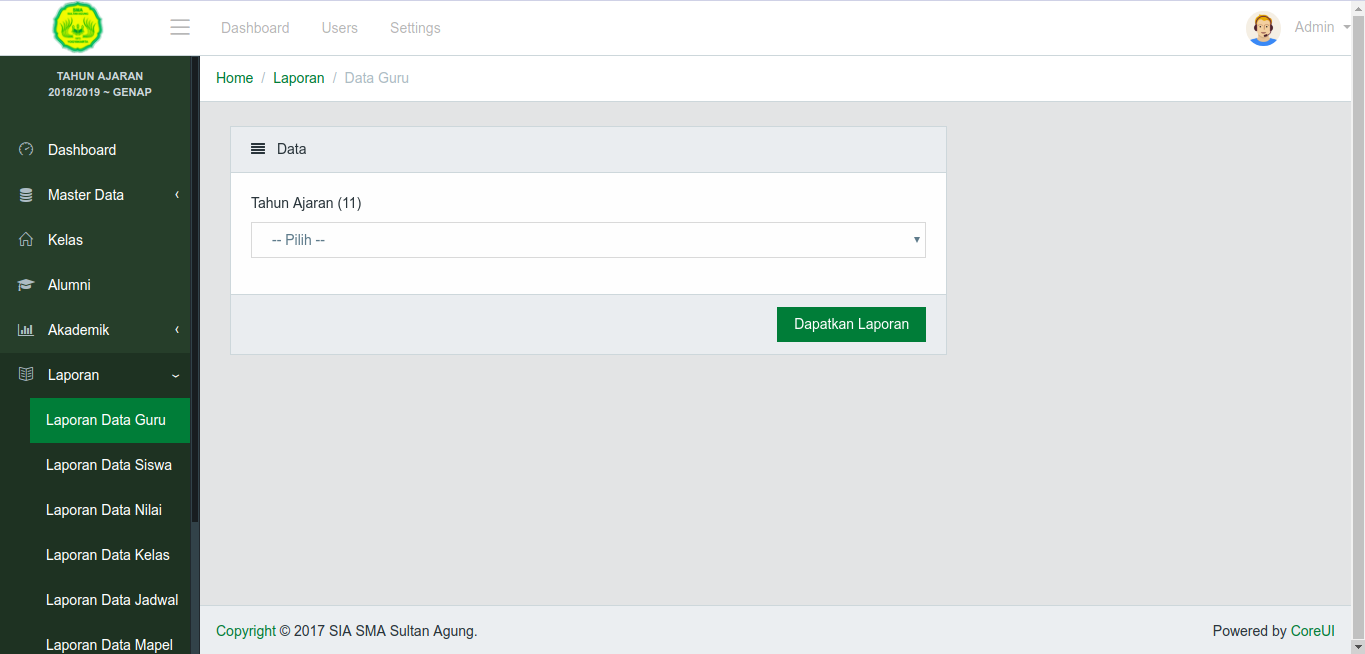 SMA
Dashboard Users Settings
Admin
TAHUN AJARAN
2018/2019 ~ GENAP
Home / Laporan / Data Guru
Dashboard
Master Data
Kelas
Alumni
Akademik
Laporan
Laporan Data Guru
Laporan Data Siswa
Laporan Data Nilai
Laporan Data Kelas
Laporan Data Jadwal
Laporan Data Mapel
Data
Tahun Ajaran (11)
-- Pilih --
Dapatkan Laporan
Copyright © 2017 SIA SMA Sultan Agung.
Powered by CoreUI